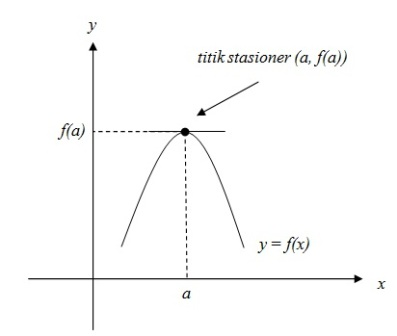 y
titik stasioner (a, f(a))
f(a)
y = f(x)
x
a